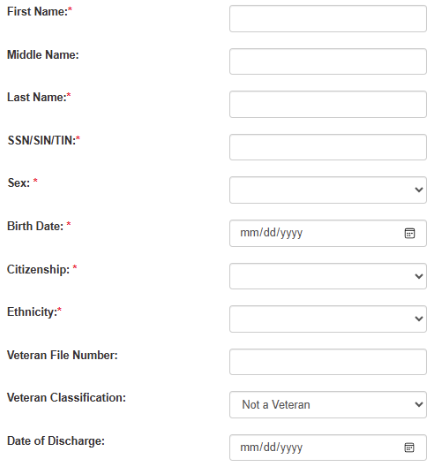 First Name:*
Middle Name:
Last Name:*
SSN/SIN/TIN:*
Sex: *
Birth Date: * mm/dd/yyyy
Citizenship: *
Ethnicity:*
Veteran File Number:
Veteran Classification: Not a Veteran
Date of Discharge: mm/dd/yyyy